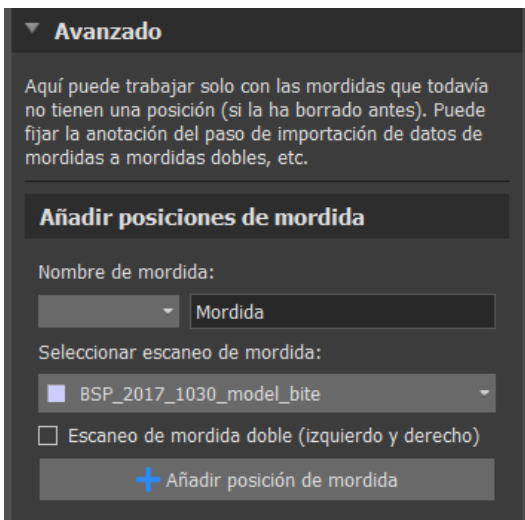 Avanzado
Aquí puede trabajar solo con las mordidas que todavía
no tienen una posición (si la ha borrado antes). Puede
fijar la anotación del paso de importación de datos de
mordidas a mordidas dobles, etc.
Añadir posiciones de mordida
Nombre de mordida:
Mordida
Seleccionar escaneo de mordida:
BSP_2017_1030_model_bite
Escaneo de mordida doble (izquierdo y derecho)
Añadir posición de mordida